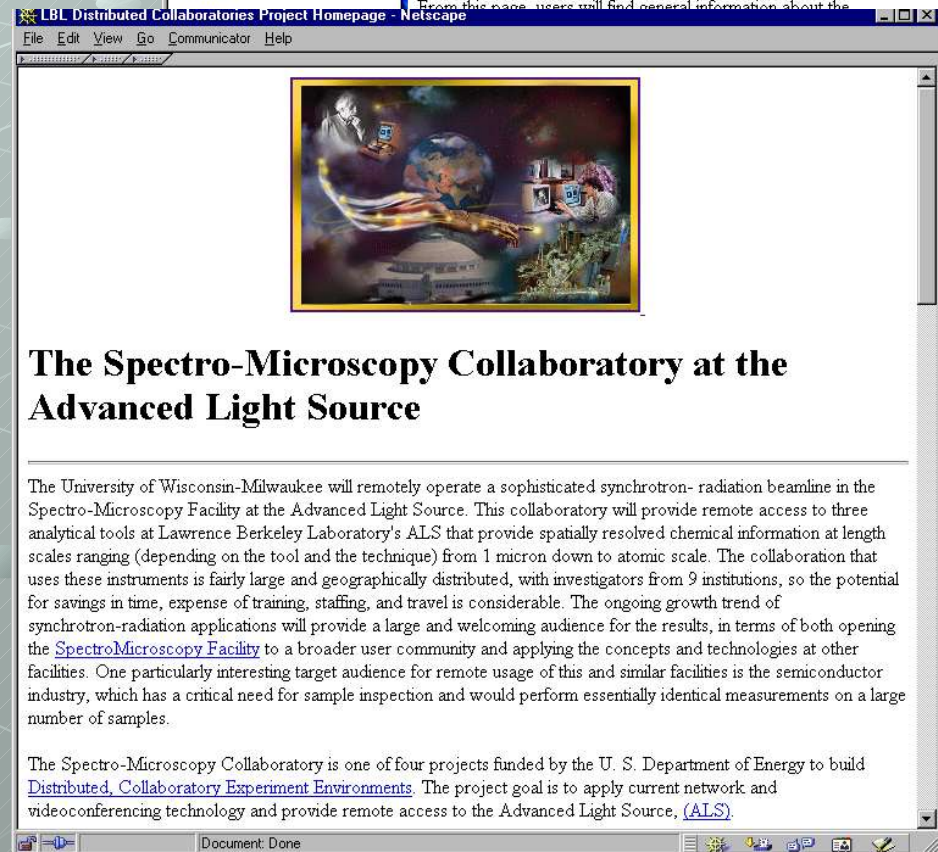 From this page, users will find general information about the
LBL Distributed Collaboratories Project Homepage - Netscape
File Edit View Go Communicator Help
The Spectro-Microscopy Collaboratory at the
Advanced Light Source
The University of Wisconsin-Milwaukee will remotely operate a sophisticated synchrotron- radiation beamline in the
Spectro-Microscopy Facility at the Advanced Light Source. This collaboratory will provide remote access to three
analytical tools at Lawrence Berkeley Laboratory's ALS that provide spatially resolved chemical information at length
scales ranging (depending on the tool and the technique) from 1 micron down to atomic scale. The collaboration that
uses these instruments is fairly large and geographically distributed, with investigators from 9 institutions, so the potential
for savings in time, expense of training, staffing, and travel is considerable. The ongoing growth trend of
synchrotron-radiation applications will provide a large and welcoming audience for the results, in terms of both opening
the SpectroMicroscopy Facility to a broader user community and applying the concepts and technologies at other
facilities. One particularly interesting target audience for remote usage of this and similar facilities is the semiconductor
industry, which has a critical need for sample inspection and would perform essentially identical measurements on a large
number of samples.
The Spectro-Microscopy Collaboratory is one of four projects funded by the U. S. Department of Energy to build
Distributed, Collaboratory Experiment Environments. The project goal is to apply current network and
videoconferencing technology and provide remote access to the Advanced Light Source, (ALS).
Document: Done